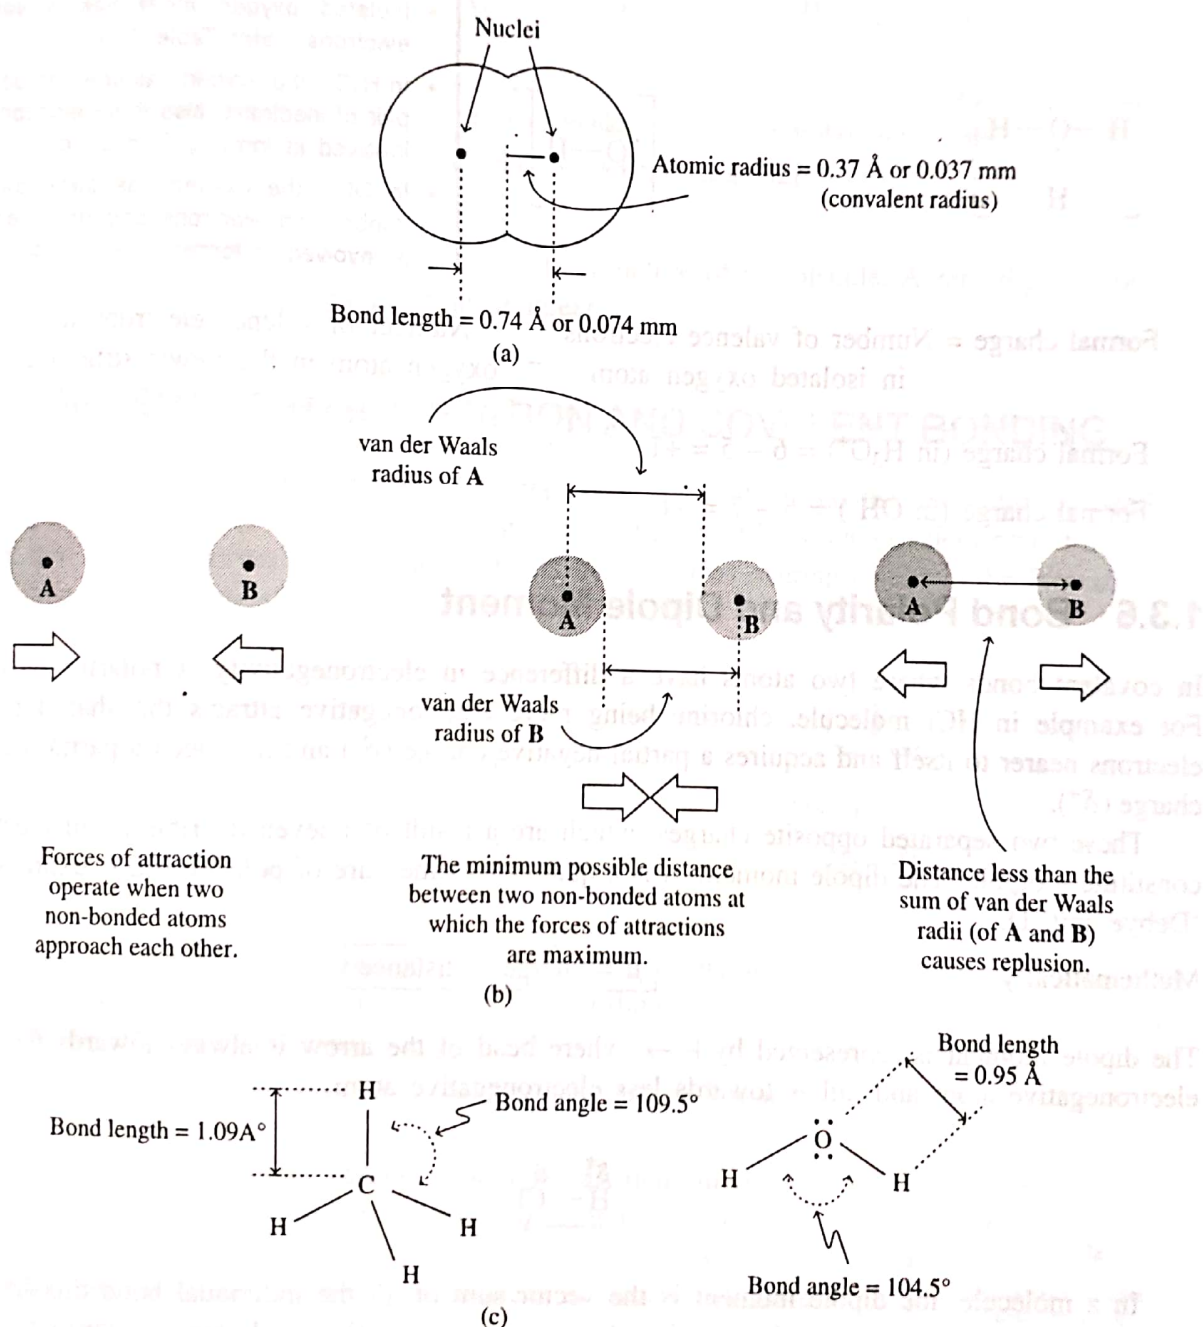 Nuclei
Atomic radius = 0.37 Å or 0.037 mm
(convalent radius)
Bond length = 0.74 Å or 0.074 mm
(a)
van der Waals
radius of A
A
B
A
B
A
B
van der Waals
radius of B
Forces of attraction
operate when two
non-bonded atoms
approach each other.
The minimum possible distance
between two non-bonded atoms at
which the forces of attractions
are maximum.
Distance less than the
sum of van der Waals
radii (of A and B)
causes replusion.
(b)
H
Bond length = 1.09A°
Bond angle = 109.5°
C
H
H
H
Bond length
= 0.95 Å
O
H
H
Bond angle = 104.5°
(c)